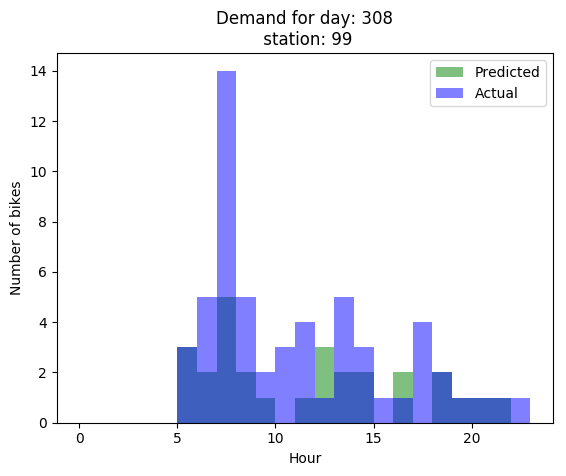 Demand for day: 308
station: 99
Predicted
Actual
Number of bikes
14
12
10
8
6
4
2
0
0 5 10 15 20
Hour